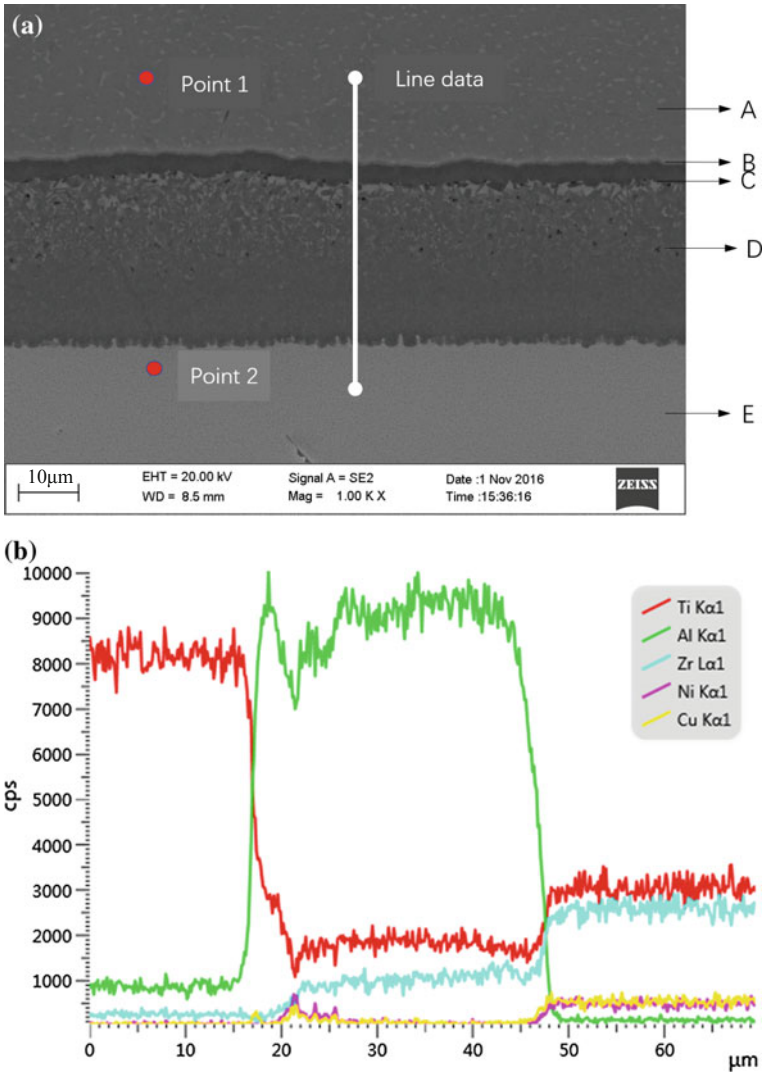 (a)
Point 1
Line data
A
B
C
D
Point 2
E
10μm
EHT = 20.00 kV
Signal A = SE2
Date :1 Nov 2016
WD = 8.5 mm
Mag = 1.00 K X
Time :15:36:16
ZEISS
(b)
10000
9000
8000
7000
6000
5000
4000
3000
2000
1000
cps
Ti Kα1
Al Kα1
Zr Lα1
Ni Kα1
Cu Kα1
0
10
20
30
40
50
60
μm